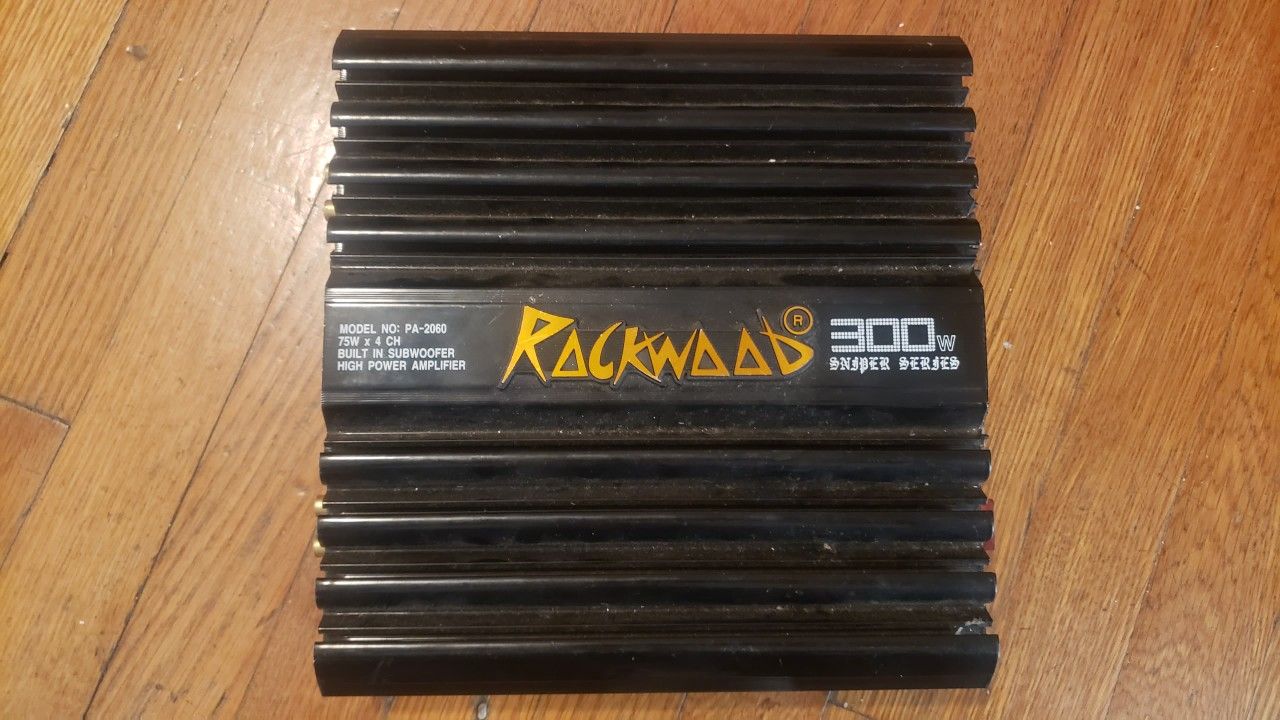 MODEL NO: PA-2060
75W x 4 CH
BUILT IN SUBWOOFER
HIGH POWER AMPLIFIER
ROCKWOOD®
300W
SNIPER SERIES